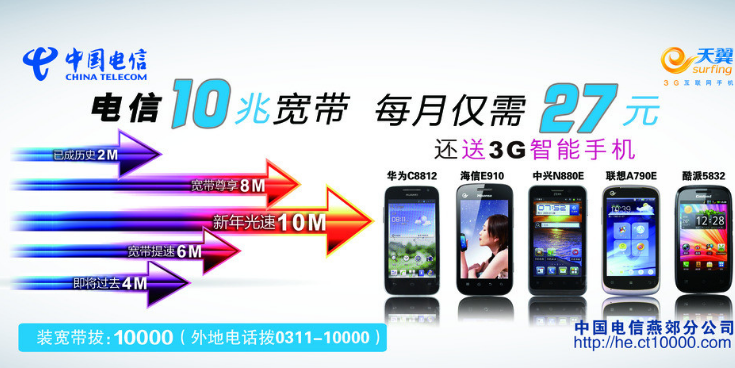 中国电信
CHINA TELECOM
天翼
surfing
3G互联网手机
电信10兆宽带 每月仅需27元
还送3G智能手机
已成历史2M
宽带尊享8M
新年光速10M
宽带提速6M
即将过去4M
华为C8812
海信E910
中兴N880E
联想A790E
酷派5832
装宽带拔:10000（外地电话拨0311-10000）
中国电信燕郊分公司
http://he.ct10000.com